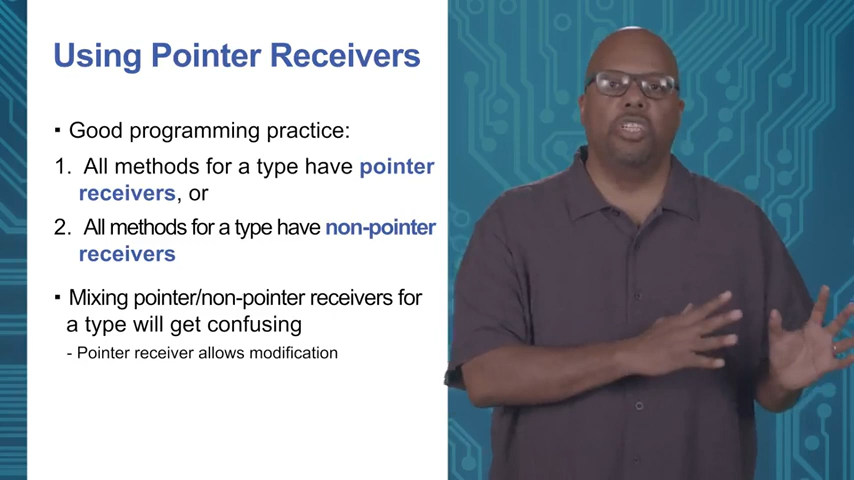 Using Pointer Receivers
▪ Good programming practice:
1. All methods for a type have pointer
receivers, or
2. All methods for a type have non-pointer
receivers
▪ Mixing pointer/non-pointer receivers for
a type will get confusing
- Pointer receiver allows modification